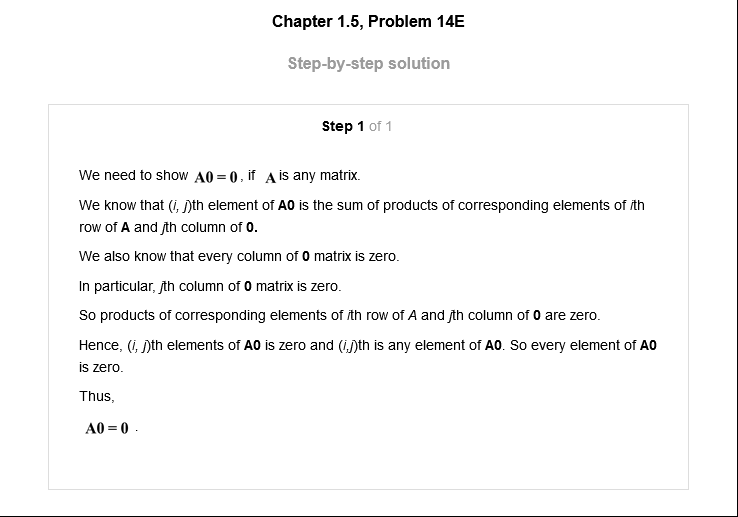 Chapter 1.5, Problem 14E
Step-by-step solution
Step 1 of 1
We need to show A0 = 0, if A is any matrix.
We know that (i, j)th element of A0 is the sum of products of corresponding elements of ith
row of A and jth column of 0.
We also know that every column of 0 matrix is zero.
In particular, jth column of 0 matrix is zero.
So products of corresponding elements of ith row of A and jth column of 0 are zero.
Hence, (i, j)th elements of A0 is zero and (i,j)th is any element of A0. So every element of A0
is zero.
Thus,
A0 = 0 .